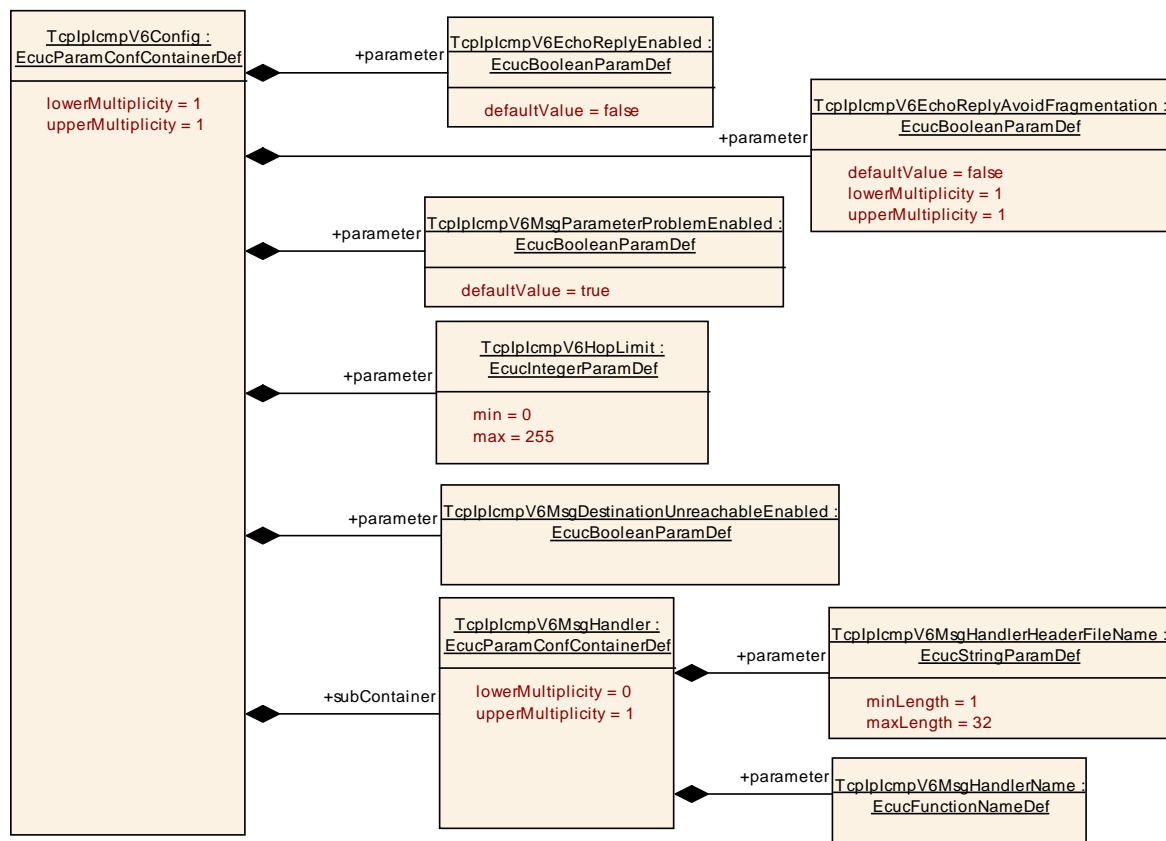 TcpIpIcmpV6Config :
EcucParamConfContainerDef
lowerMultiplicity = 1
upperMultiplicity = 1
+parameter
TcpIpIcmpV6EchoReplyEnabled :
EcucBooleanParamDef
defaultValue = false
+parameter
TcpIpIcmpV6EchoReplyAvoidFragmentation :
EcucBooleanParamDef
defaultValue = false
lowerMultiplicity = 1
upperMultiplicity = 1
+parameter
TcpIpIcmpV6MsgParameterProblemEnabled :
EcucBooleanParamDef
defaultValue = true
+parameter
TcpIpIcmpV6HopLimit :
EcucIntegerParamDef
min = 0
max = 255
+parameter
TcpIpIcmpV6MsgDestinationUnreachableEnabled :
EcucBooleanParamDef
+subContainer
TcpIpIcmpV6MsgHandler :
EcucParamConfContainerDef
lowerMultiplicity = 0
upperMultiplicity = 1
+parameter
TcpIpIcmpV6MsgHandlerHeaderFileName :
EcucStringParamDef
minLength = 1
maxLength = 32
+parameter
TcpIpIcmpV6MsgHandlerName :
EcucFunctionNameDef